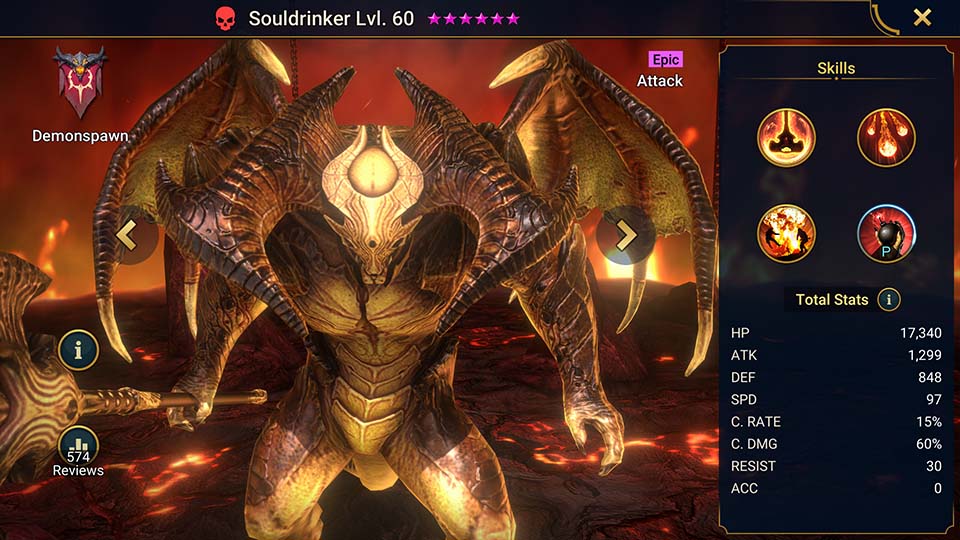 Souldrinker Lvl. 60
Epic
Attack
Demonspawn
574
Reviews
Skills
P
Total Stats
HP 17,340
ATK 1,299
DEF 848
SPD 97
C. RATE 15%
C. DMG 60%
RESIST 30
ACC 0